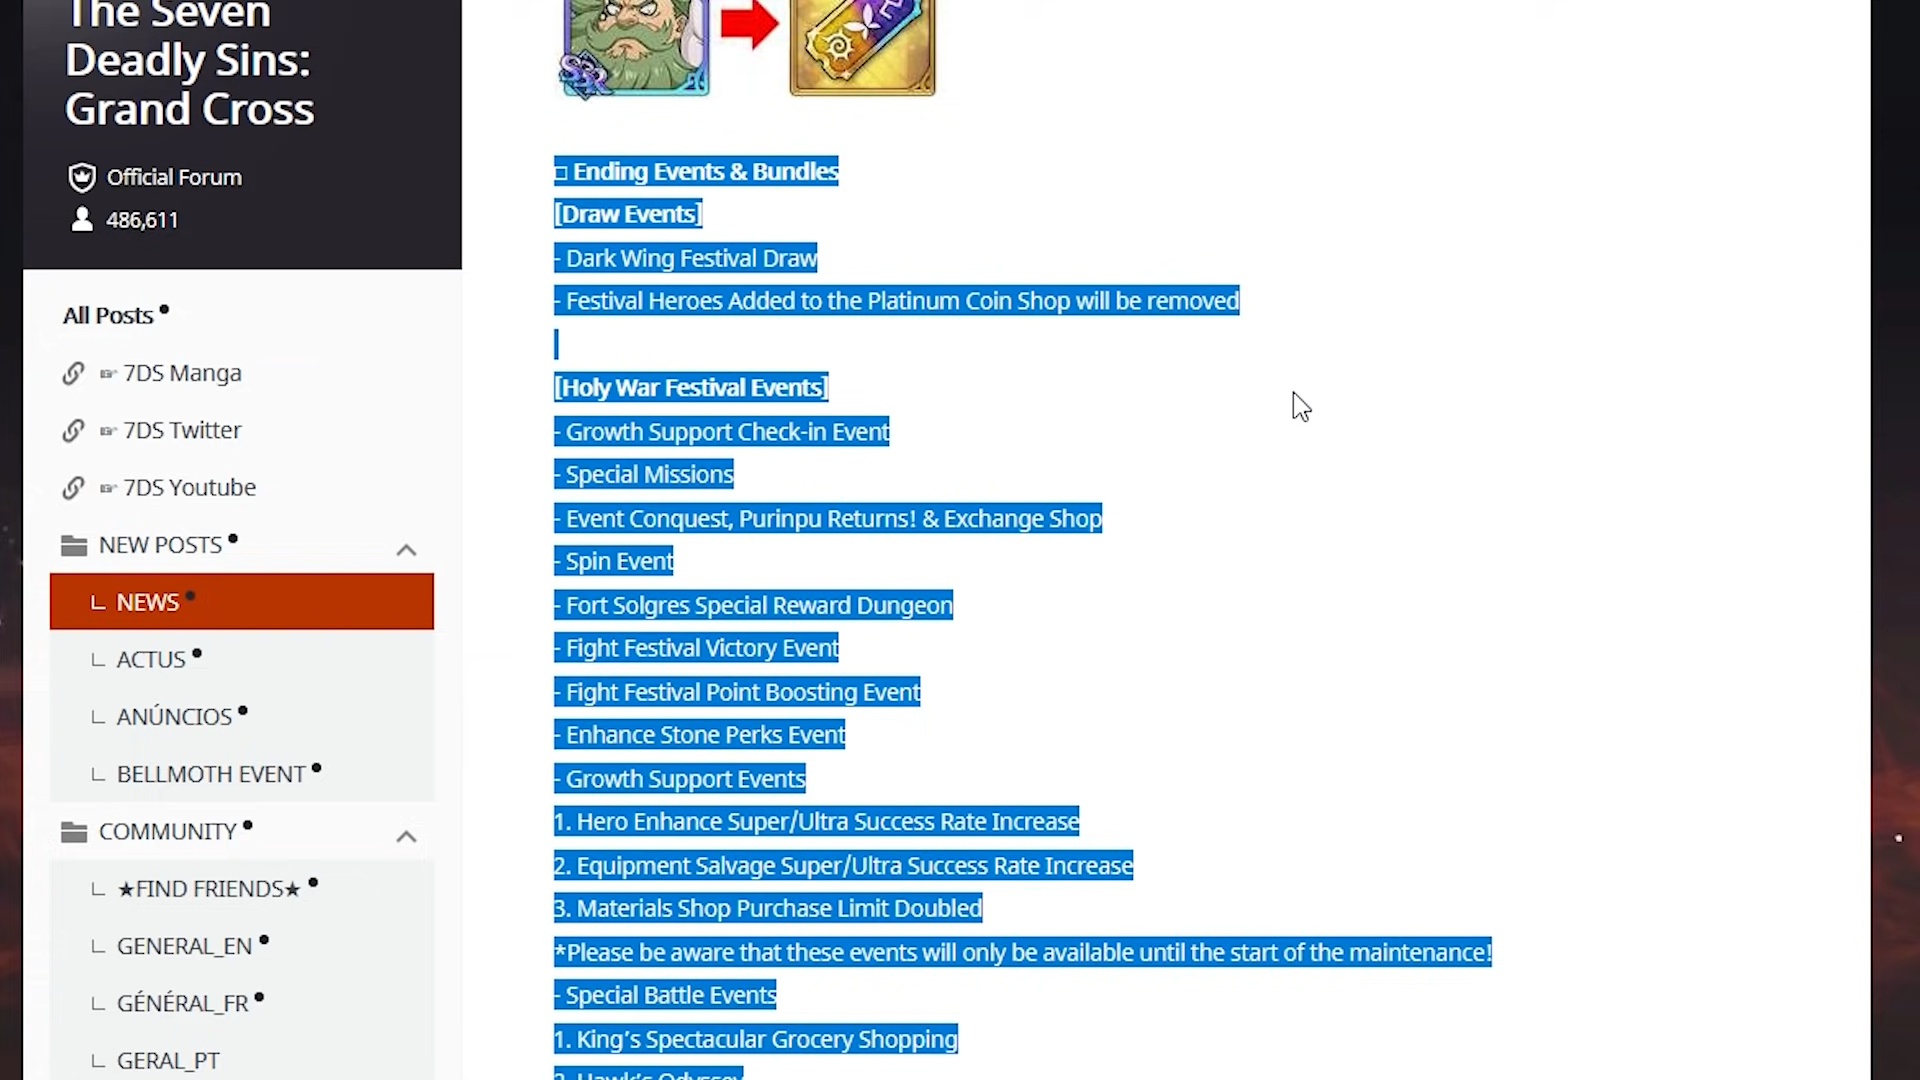 The Seven
Deadly Sins:
Grand Cross
Official Forum
486,611
All Posts
7DS Manga
7DS Twitter
7DS Youtube
NEW POSTS
NEWS
ACTUS
ANÚNCIOS
BELLMOTH EVENT
COMMUNITY
★FIND FRIENDS★
GENERAL_EN
GÉNÉRAL_FR
GERAL_PT
SSR
□ Ending Events & Bundles
[Draw Events]
- Dark Wing Festival Draw
- Festival Heroes Added to the Platinum Coin Shop will be removed
[Holy War Festival Events]
- Growth Support Check-in Event
- Special Missions
- Event Conquest, Purinpu Returns! & Exchange Shop
- Spin Event
- Fort Solgres Special Reward Dungeon
- Fight Festival Victory Event
- Fight Festival Point Boosting Event
- Enhance Stone Perks Event
- Growth Support Events
1. Hero Enhance Super/Ultra Success Rate Increase
2. Equipment Salvage Super/Ultra Success Rate Increase
3. Materials Shop Purchase Limit Doubled
*Please be aware that these events will only be available until the start of the maintenance!
- Special Battle Events
1. King's Spectacular Grocery Shopping
2. Hawk's Odyssey